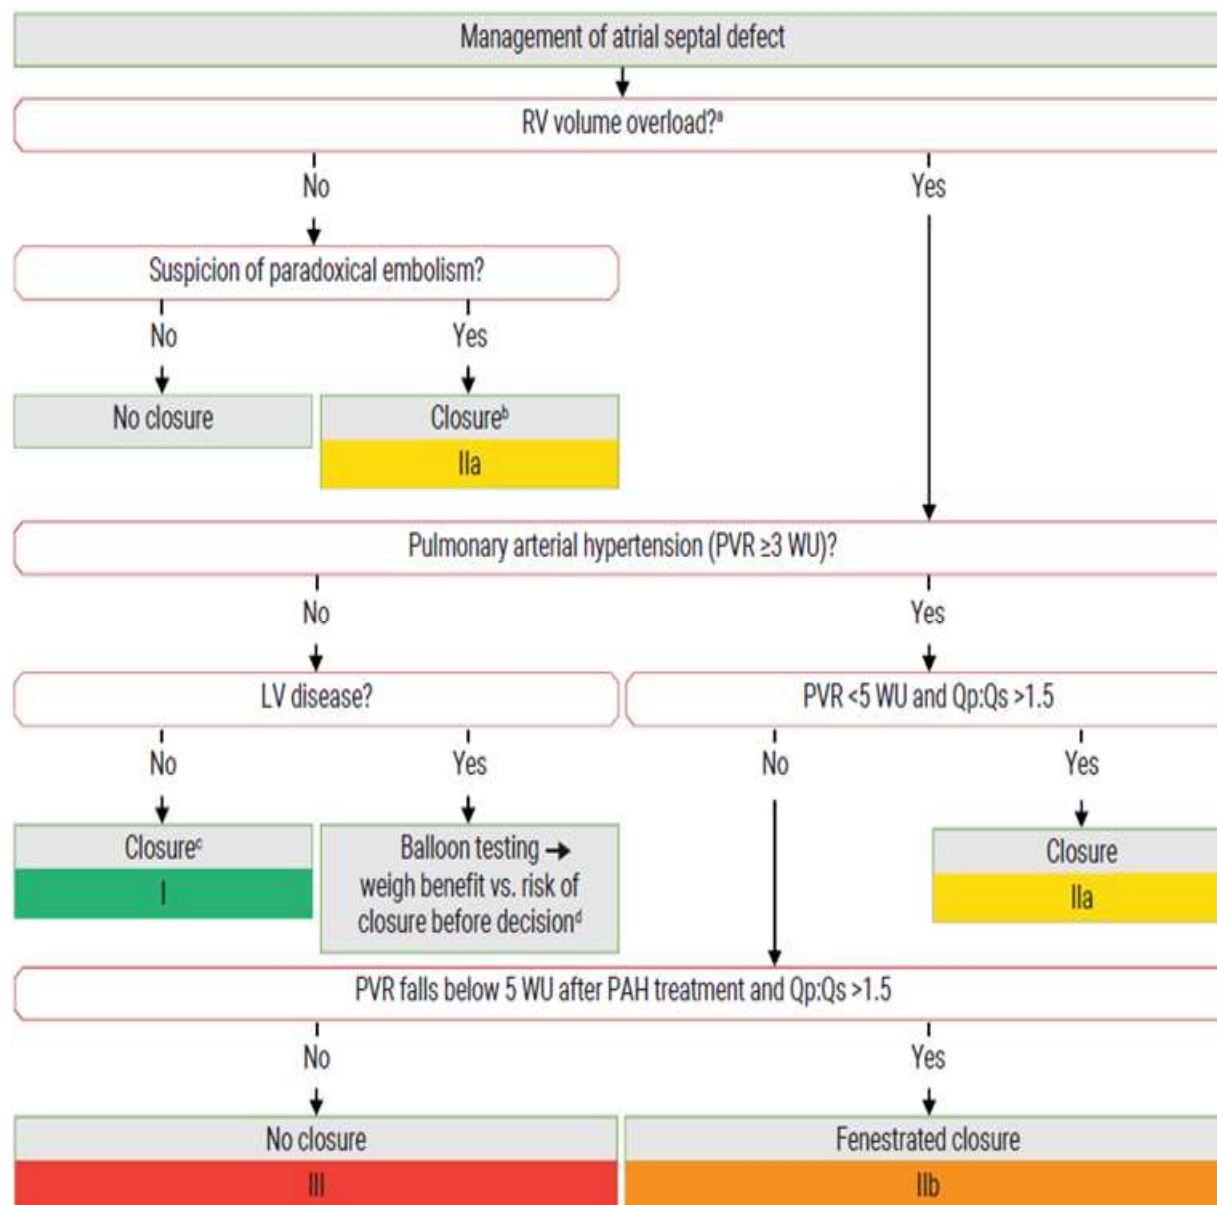 Management of atrial septal defect
RV volume overload?ᵃ
No
Yes
Suspicion of paradoxical embolism?
No
Yes
No closure
Closureᵇ
IIa
Pulmonary arterial hypertension (PVR ≥3 WU)?
No
Yes
LV disease?
PVR <5 WU and Qp:Qs >1.5
No
Yes
No
Yes
Closureᶜ
I
Balloon testing →
weigh benefit vs. risk of
closure before decisionᵈ
Closure
IIa
PVR falls below 5 WU after PAH treatment and Qp:Qs >1.5
No
Yes
No closure
III
Fenestrated closure
IIb